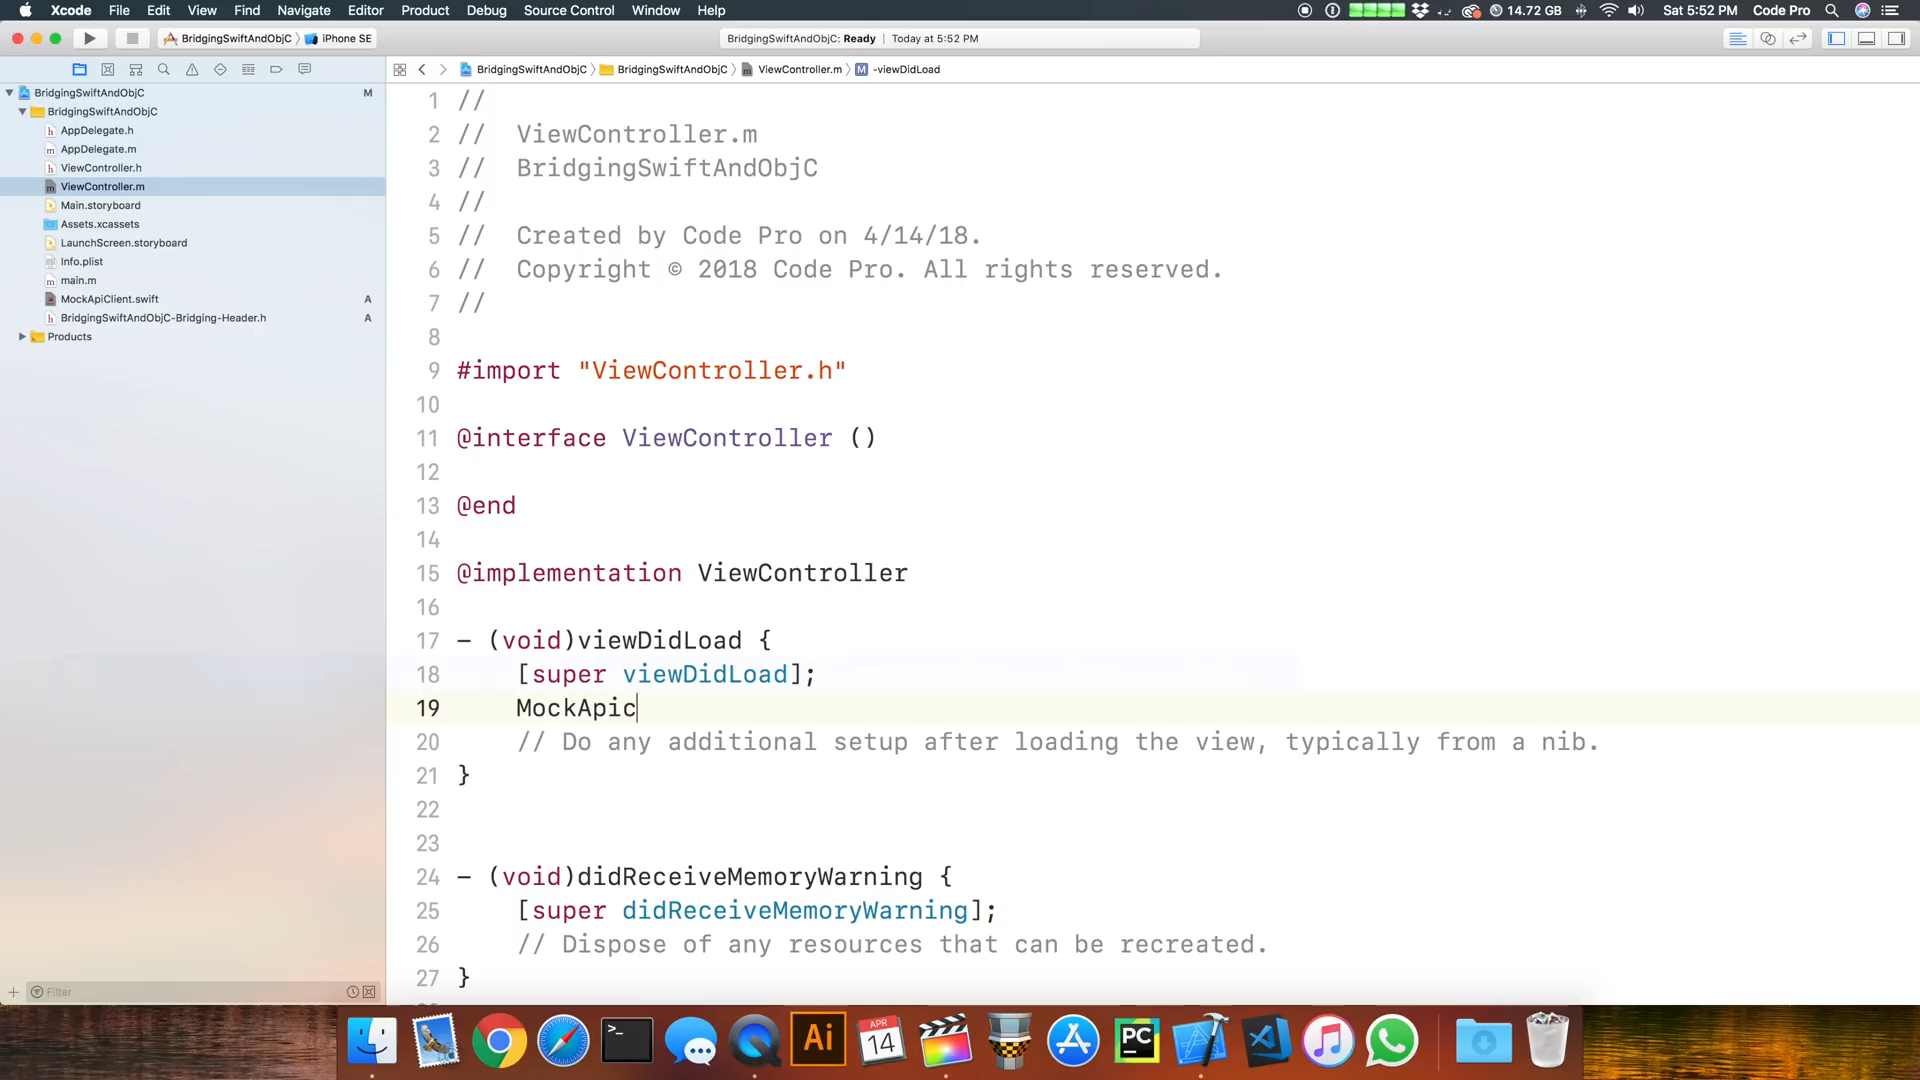 Xcode File Edit View Find Navigate Editor Product Debug Source Control Window Help 14.72 GB Sat 5:52 PM Code Pro
BridgingSwiftAndObjC iPhone SE BridgingSwiftAndObjC: Ready Today at 5:52 PM
BridgingSwiftAndObjC BridgingSwiftAndObjC ViewController.m M -viewDidLoad
BridgingSwiftAndObjC M
BridgingSwiftAndObjC
h AppDelegate.h
m AppDelegate.m
h ViewController.h
m ViewController.m
Main.storyboard
Assets.xcassets
LaunchScreen.storyboard
Info.plist
m main.m
MockApiClient.swift A
h BridgingSwiftAndObjC-Bridging-Header.h A
Products
Filter
1 //
2 // ViewController.m
3 // BridgingSwiftAndObjC
4 //
5 // Created by Code Pro on 4/14/18.
6 // Copyright © 2018 Code Pro. All rights reserved.
7 //
8
9 #import "ViewController.h"
10
11 @interface ViewController ()
12
13 @end
14
15 @implementation ViewController
16
17 - (void)viewDidLoad {
18 [super viewDidLoad];
19 MockApic
20 // Do any additional setup after loading the view, typically from a nib.
21 }
22
23
24 - (void)didReceiveMemoryWarning {
25 [super didReceiveMemoryWarning];
26 // Dispose of any resources that can be recreated.
27 }
>_ Ai APR 14 PC